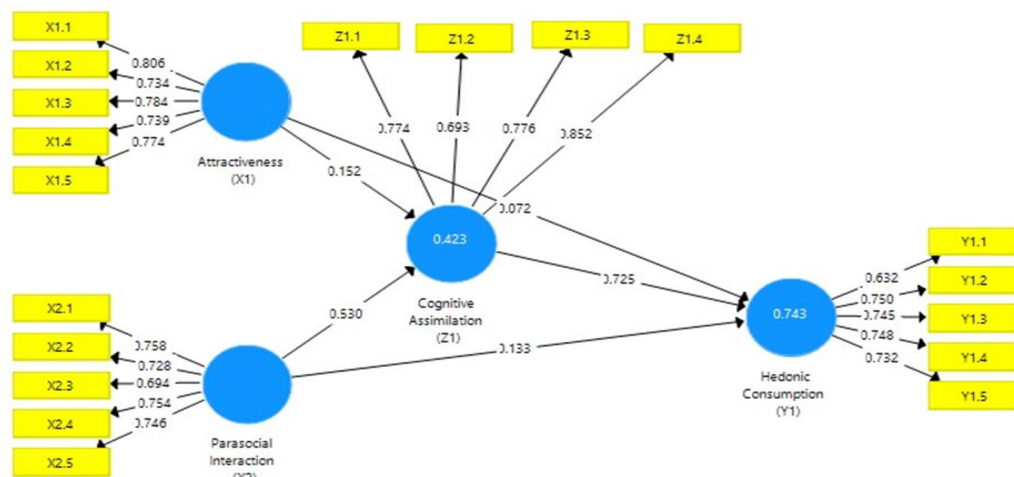 X1.1
X1.2
X1.3
X1.4
X1.5
0.806
0.734
0.784
0.739
0.774
Attractiveness
(X1)
Z1.1
Z1.2
Z1.3
Z1.4
0.774
0.693
0.776
0.852
0.152
0.072
0.423
Cognitive
Assimilation
(Z1)
0.725
0.530
0.133
X2.1
X2.2
X2.3
X2.4
X2.5
0.758
0.728
0.694
0.754
0.746
Parasocial
Interaction
(X2)
0.743
Hedonic
Consumption
(Y1)
0.632
0.750
0.745
0.748
0.732
Y1.1
Y1.2
Y1.3
Y1.4
Y1.5